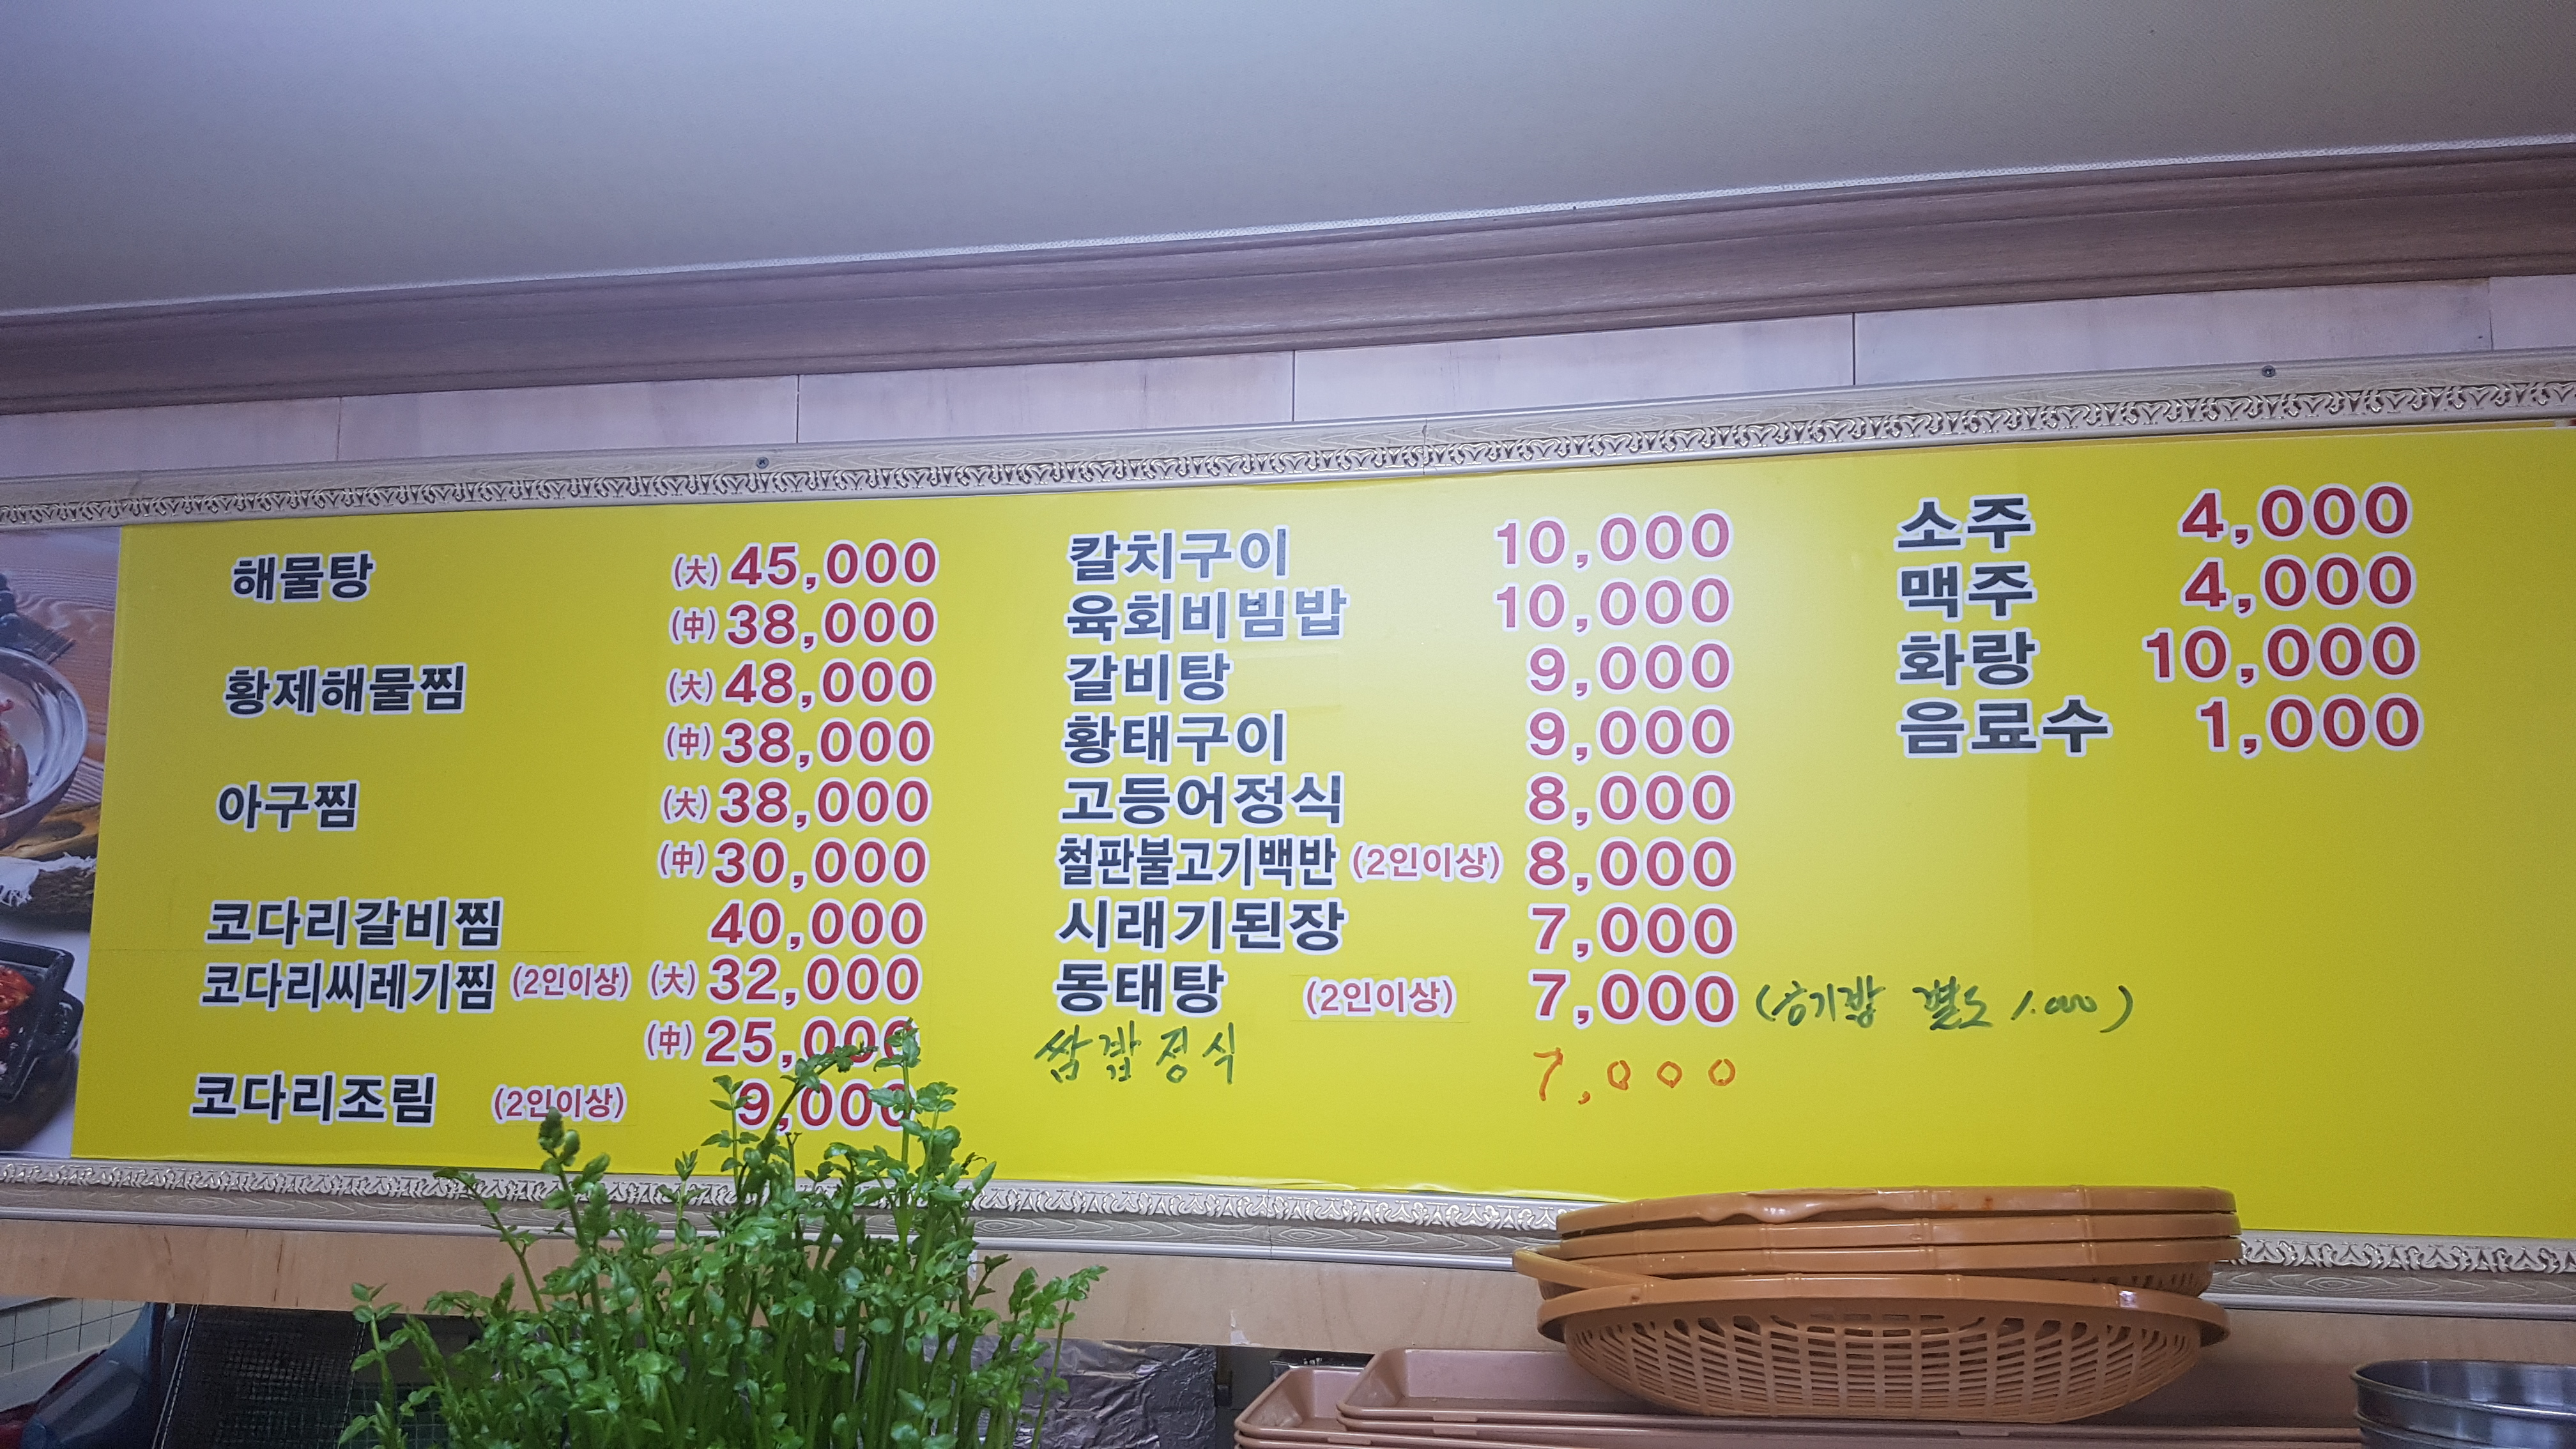 해물탕 (大) 45,000
(中) 38,000
황제해물찜 (大) 48,000
(中) 38,000
아구찜 (大) 38,000
(中) 30,000
코다리갈비찜 40,000
코다리씨레기찜 (2인이상) (大) 32,000
(中) 25,000
코다리조림 (2인이상) 9,000
칼치구이 10,000
육회비빔밥 10,000
갈비탕 9,000
황태구이 9,000
고등어정식 8,000
철판불고기백반 (2인이상) 8,000
시래기된장 7,000
동태탕 (2인이상) 7,000 (공기밥 별도 1.000)
쌈밥정식 7,000
소주 4,000
맥주 4,000
화랑 10,000
음료수 1,000